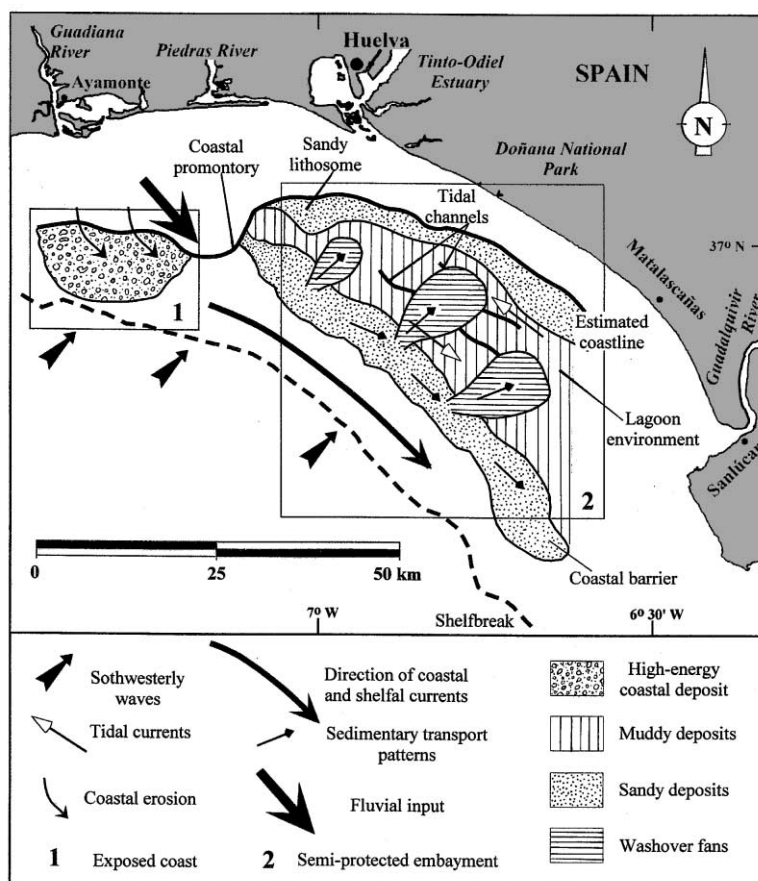 Guadiana
River
Piedras River
Huelva
Tinto-Odiel
Estuary
Ayamonte
SPAIN
N
Coastal
promontory
Sandy
lithosome
Doñana National
Park
Tidal
channels
37º N
Matalascañas
Guadalquivir
River
1
Estimated
coastline
Lagoon
environment
Sanlúcar
2
0
25
50 km
Coastal barrier
7º W
6º 30' W
Shelfbreak
Sothwesterly
waves
Direction of coastal
and shelfal currents
High-energy
coastal deposit
Tidal currents
Sedimentary transport
patterns
Muddy deposits
Coastal erosion
Fluvial input
Sandy deposits
1 Exposed coast
2 Semi-protected embayment
Washover fans